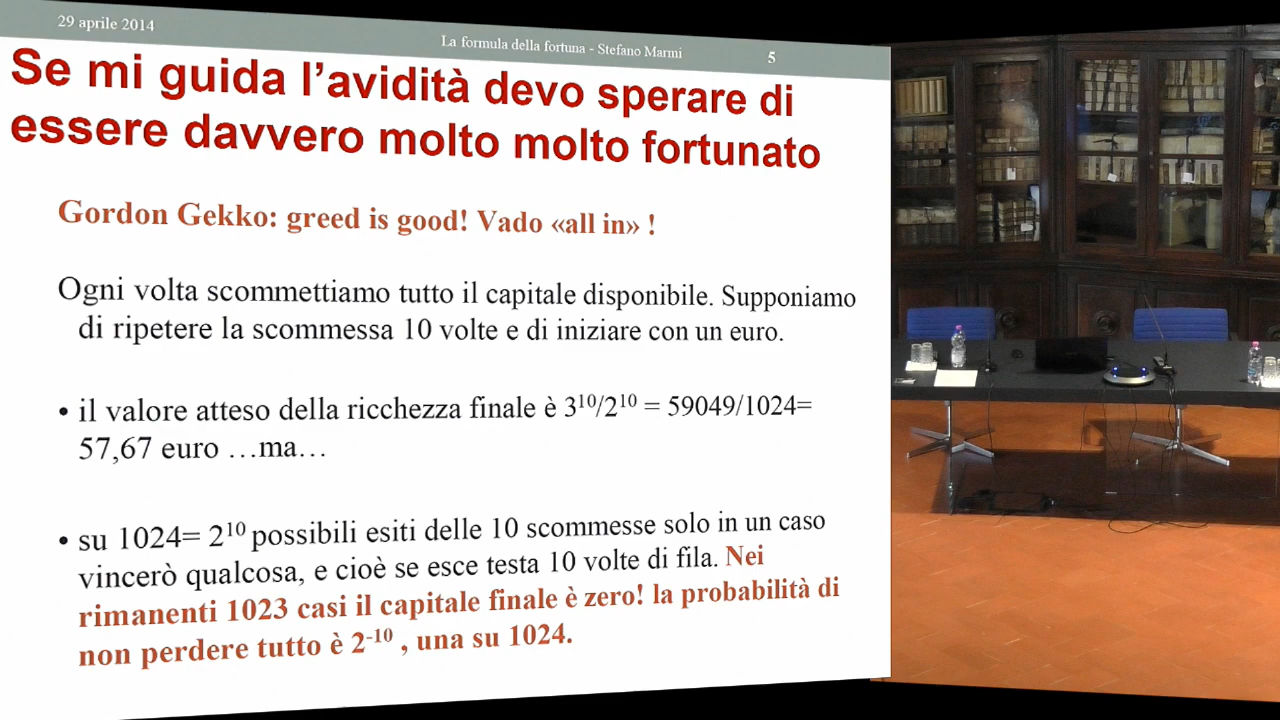 29 aprile 2014
La formula della fortuna - Stefano Marmi
5
Se mi guida l’avidità devo sperare di
essere davvero molto molto fortunato
Gordon Gekko: greed is good! Vado «all in» !
Ogni volta scommettiamo tutto il capitale disponibile. Supponiamo
di ripetere la scommessa 10 volte e di iniziare con un euro.
• il valore atteso della ricchezza finale è 3¹⁰/2¹⁰ = 59049/1024=
57,67 euro …ma…
• su 1024= 2¹⁰ possibili esiti delle 10 scommesse solo in un caso
vincerò qualcosa, e cioè se esce testa 10 volte di fila. Nei
rimanenti 1023 casi il capitale finale è zero! la probabilità di
non perdere tutto è 2⁻¹⁰ , una su 1024.